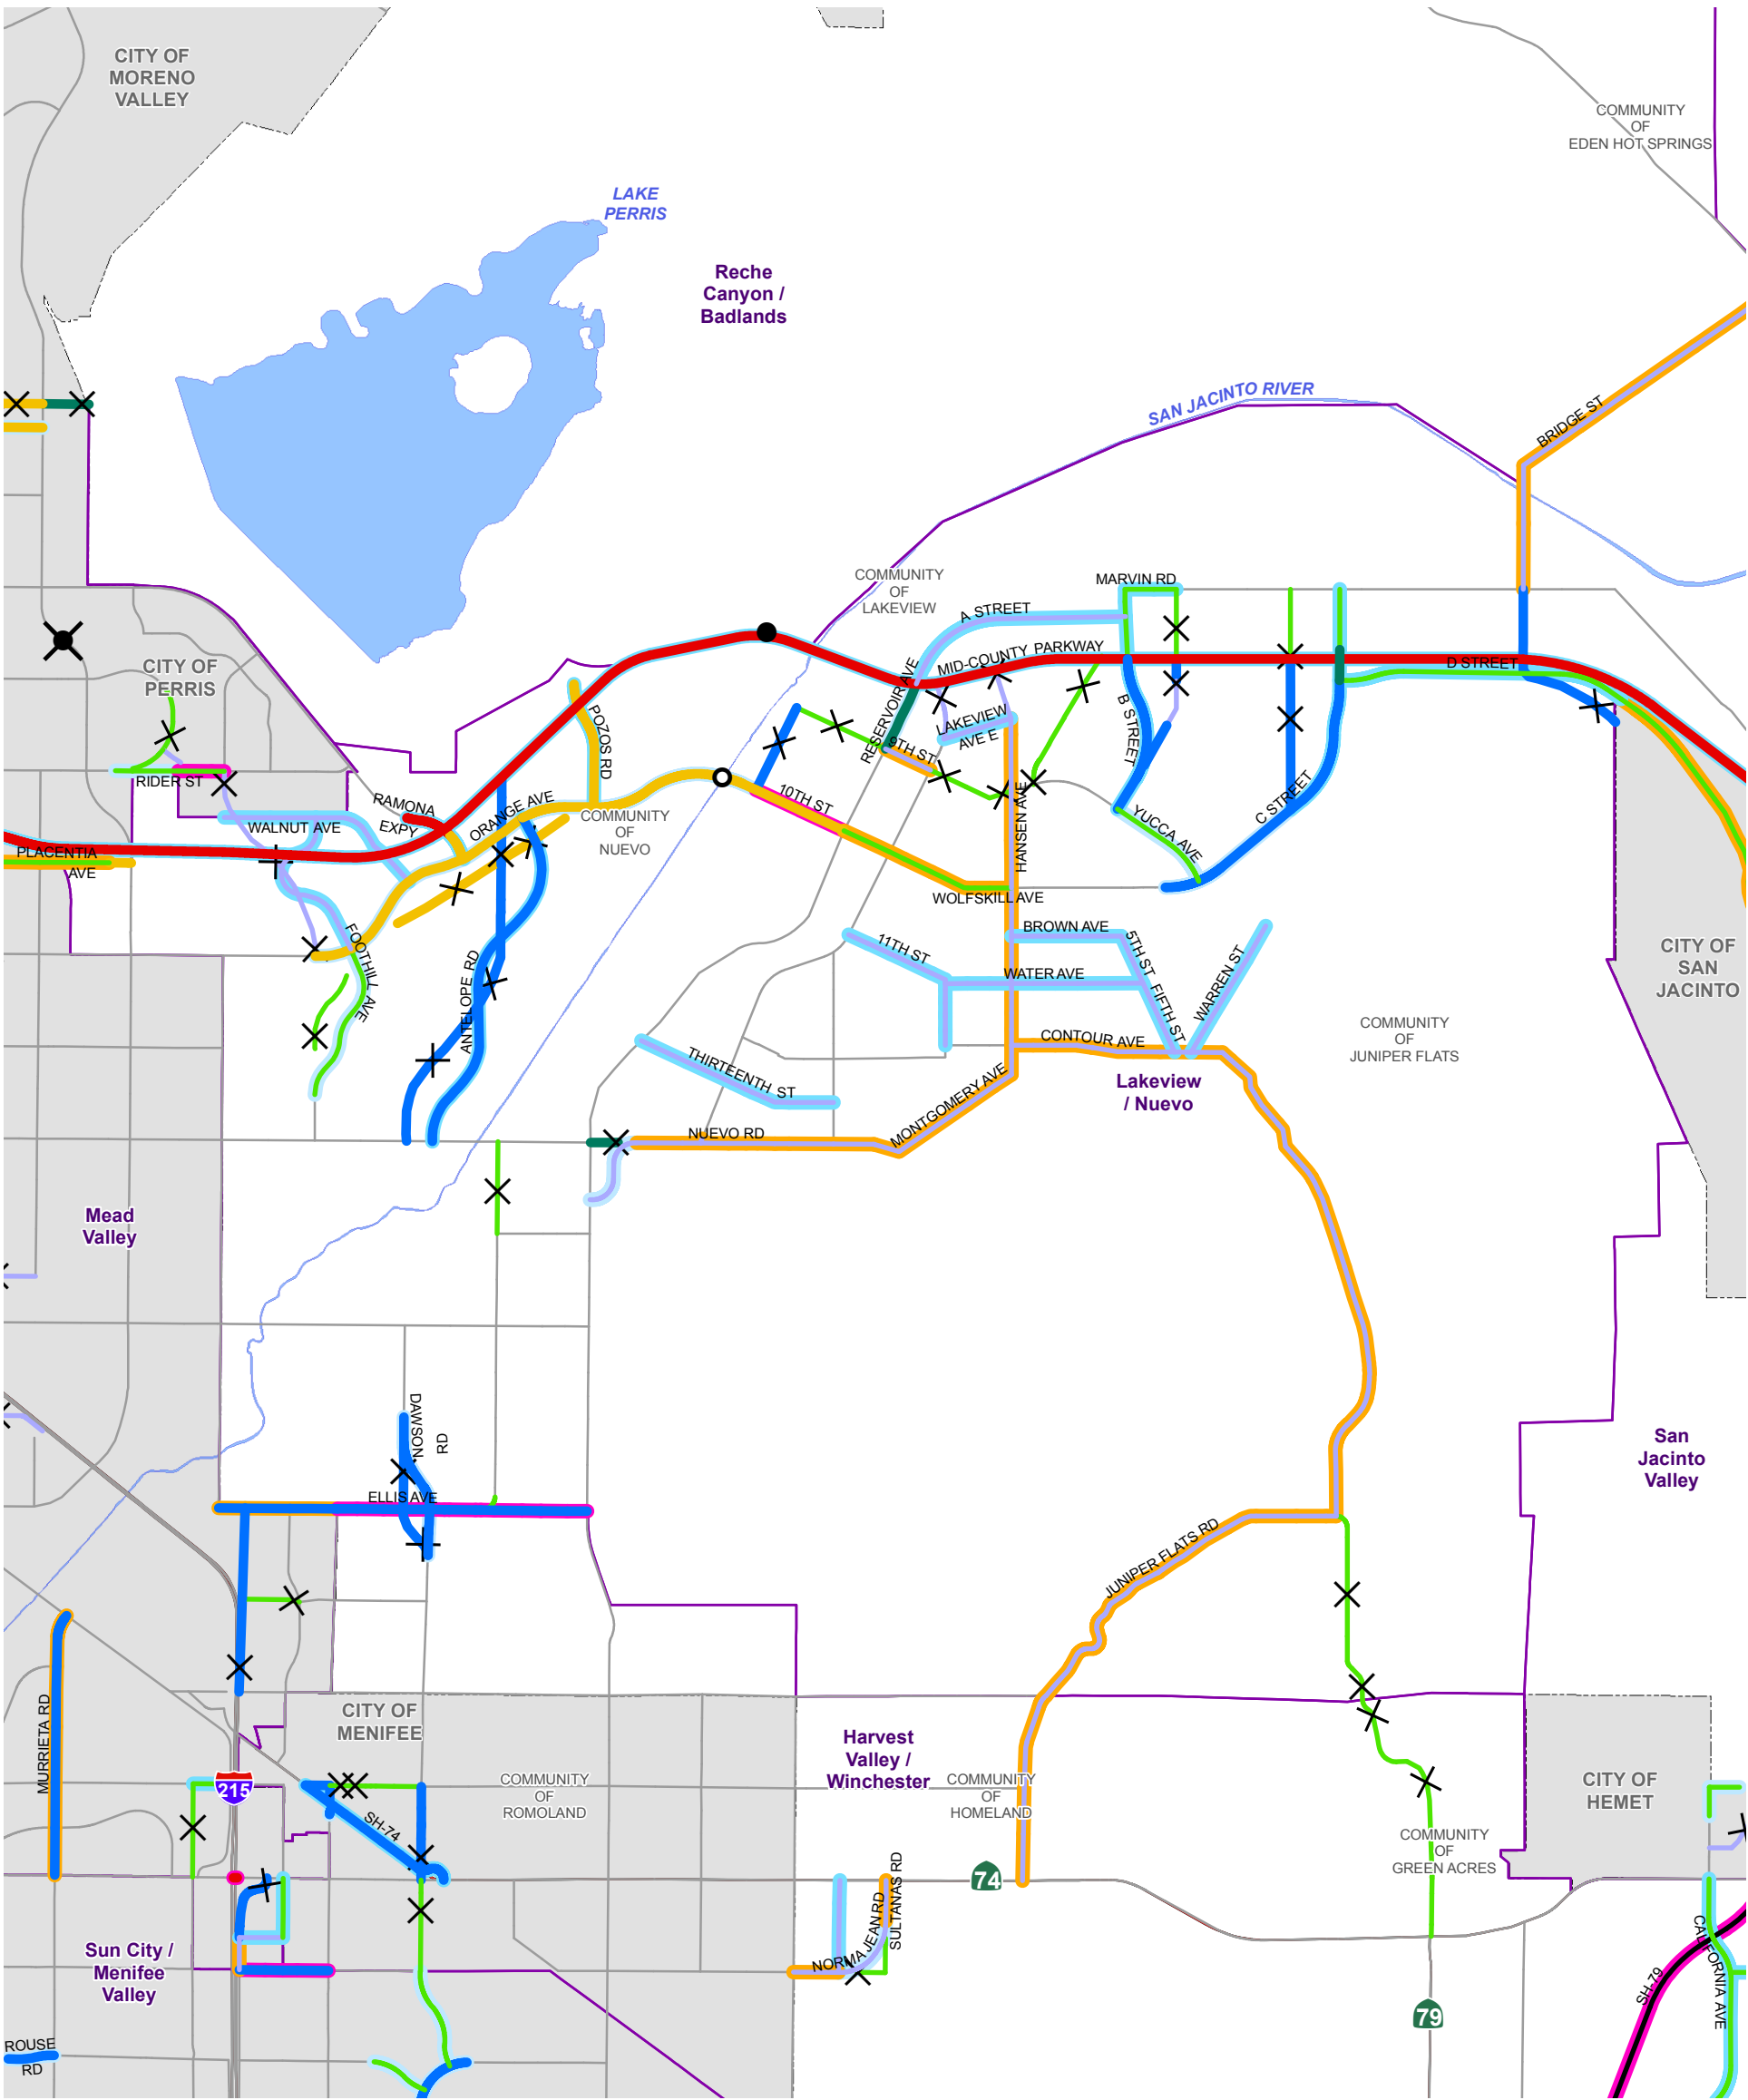 CITY OF
MORENO
VALLEY
COMMUNITY
OF
EDEN HOT SPRINGS
LAKE
PERRIS
Reche
Canyon /
Badlands
SAN JACINTO RIVER
BRIDGE ST
COMMUNITY
OF
LAKEVIEW
MARVIN RD
A STREET
MID-COUNTY PARKWAY
D STREET
CITY OF
PERRIS
RESERVOIR AVE
B STREET
POZOS RD
LAKEVIEW
AVE E
9TH ST
RIDER ST
RAMONA
EXPY
ORANGE AVE
10TH ST
WALNUT AVE
COMMUNITY
OF
NUEVO
HANSEN AVE
YUCCA AVE
C STREET
PLACENTIA
AVE
WOLFSKILL AVE
FOOTHILL AVE
BROWN AVE
5TH ST
11TH ST
WATER AVE
FIFTH ST
WARREN ST
CITY OF
SAN
JACINTO
ANTELOPE RD
CONTOUR AVE
COMMUNITY
OF
JUNIPER FLATS
THIRTEENTH ST
MONTGOMERY AVE
Lakeview
/ Nuevo
NUEVO RD
Mead
Valley
DAWSON
RD
San
Jacinto
Valley
ELLIS AVE
JUNIPER FLATS RD
MURRIETA RD
CITY OF
MENIFEE
Harvest
Valley /
Winchester
215
COMMUNITY
OF
ROMOLAND
COMMUNITY
OF
HOMELAND
CITY OF
HEMET
SH-74
COMMUNITY
OF
GREEN ACRES
74
NORMA JEAN RD
SULTANAS RD
Sun City /
Menifee
Valley
CALIFORNIA AVE
SH-79
79
ROUSE
RD